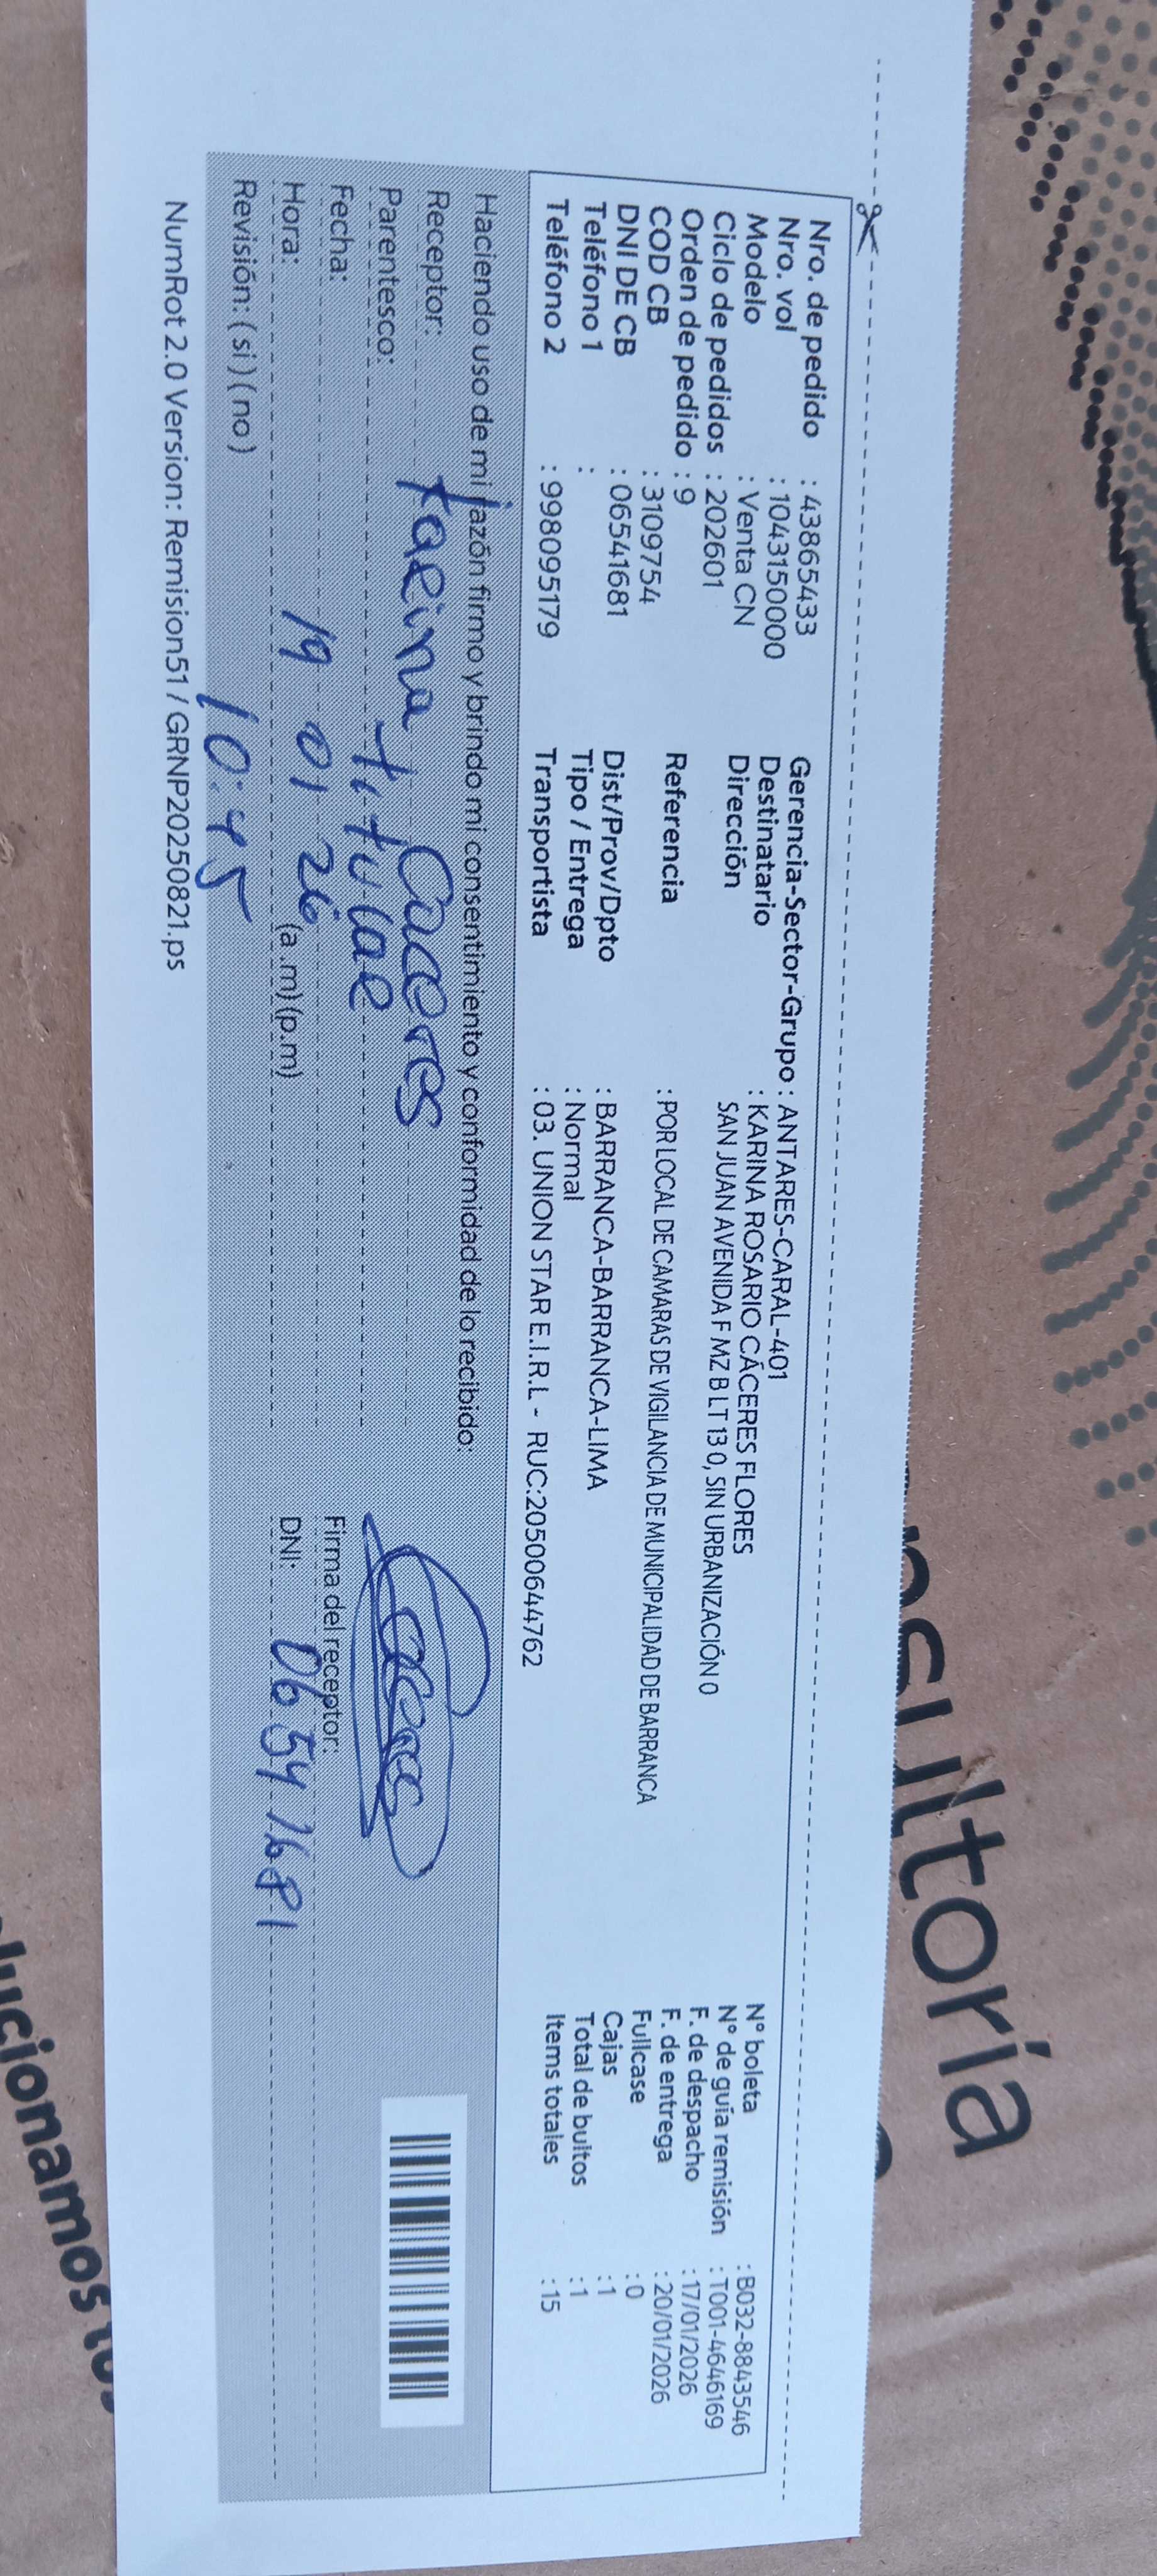 Nro. de pedido : 43865433
Nro. vol : 1043150000
Modelo : Venta CN
Ciclo de pedidos : 202601
Orden de pedido : 9
COD CB : 3109754
DNI DE CB : 06541681
Teléfono 1 :
Teléfono 2 : 998095179
Gerencia-Sector-Grupo : ANTARES-CARAL-401
Destinatario : KARINA ROSARIO CÁCERES FLORES
Dirección SAN JUAN AVENIDA F MZ B LT 13 0, SIN URBANIZACIÓN 0
Referencia : POR LOCAL DE CAMARAS DE VIGILANCIA DE MUNICIPALIDAD DE BARRANCA
Dist/Prov/Dpto : BARRANCA-BARRANCA-LIMA
Tipo / Entrega : Normal
Transportista : 03. UNION STAR E.I.R.L - RUC:20500644762
N° boleta : B032-8843546
N° de guía remisión : T001-4646169
F. de despacho : 17/01/2026
F. de entrega : 20/01/2026
Fullcase : 0
Cajas : 1
Total de bultos : 1
Items totales : 15
Haciendo uso de mi razón firmo y brindo mi consentimiento y conformidad de lo recibido:
Receptor: Karina Caceres
Parentesco: titular
Fecha: 19 01 26
Hora: 10:45 (a.m) (p.m)
Revisión: (si) (no)
Firma del receptor:
DNI: 06541681
NumRot 2.0 Version: Remision51 / GRNP20250821.ps
sultoría
lucionamos tus